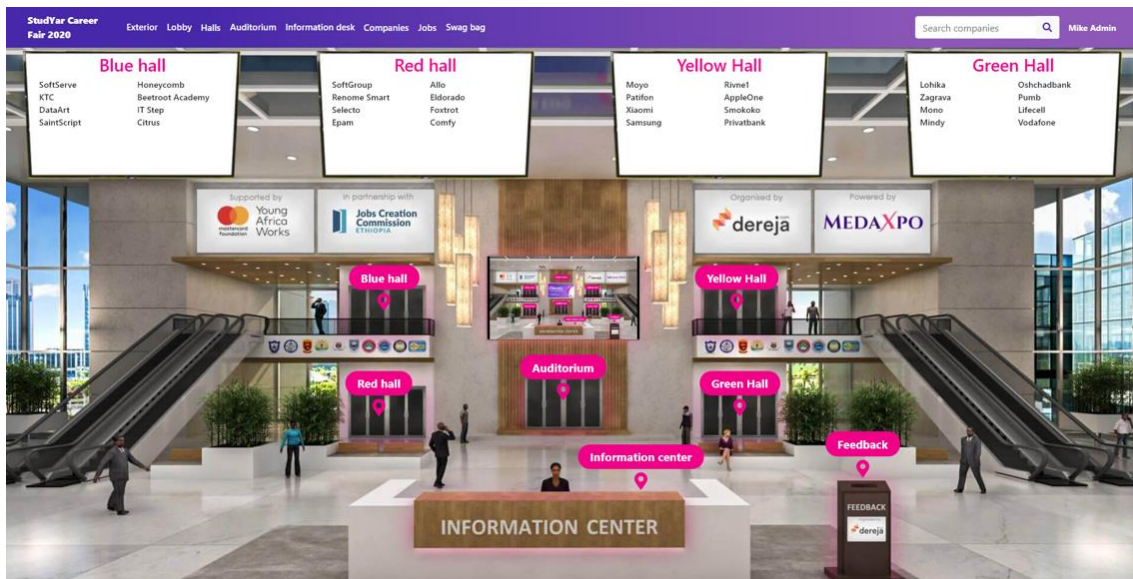 StudYar Career
Fair 2020
Exterior Lobby Halls Auditorium Information desk Companies Jobs Swag bag
Search companies
Mike Admin
Blue hall
SoftServe Honeycomb
KTC Beetroot Academy
DataArt IT Step
SaintScript Citrus
Red hall
SoftGroup Allo
Renome Smart Eldorado
Selecto Foxtrot
Epam Comfy
Yellow Hall
Moyo Rivne1
Patifon AppleOne
Xiaomi Smokoko
Samsung Privatbank
Green Hall
Lohika Oshchadbank
Zagrava Pumb
Mono Lifecell
Mindy Vodafone
Supported by
mastercard
foundation
Young
Africa
Works
In partnership with
Jobs Creation
Commission
ETHIOPIA
Organised by
dereja
.com
Powered by
MEDAXPO
Blue hall
Yellow Hall
INFORMATION CENTER
Red hall
Auditorium
Green Hall
Information center
Feedback
INFORMATION CENTER
FEEDBACK
dereja